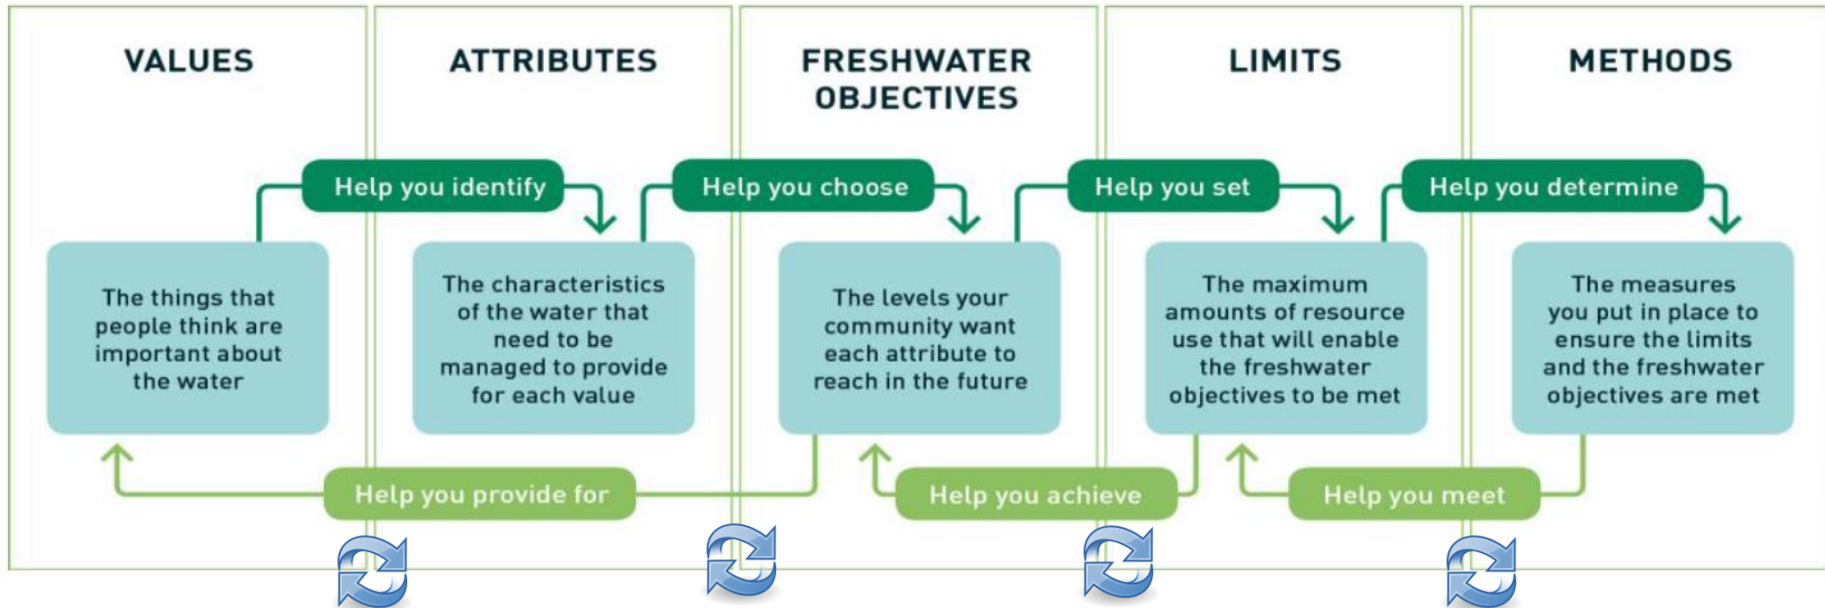 VALUES
ATTRIBUTES
FRESHWATER
OBJECTIVES
LIMITS
METHODS
Help you identify
Help you choose
Help you set
Help you determine
The things that
people think are
important about
the water
The characteristics
of the water that
need to be
managed to provide
for each value
The levels your
community want
each attribute to
reach in the future
The maximum
amounts of resource
use that will enable
the freshwater
objectives to be met
The measures
you put in place to
ensure the limits
and the freshwater
objectives are met
Help you provide for
Help you achieve
Help you meet